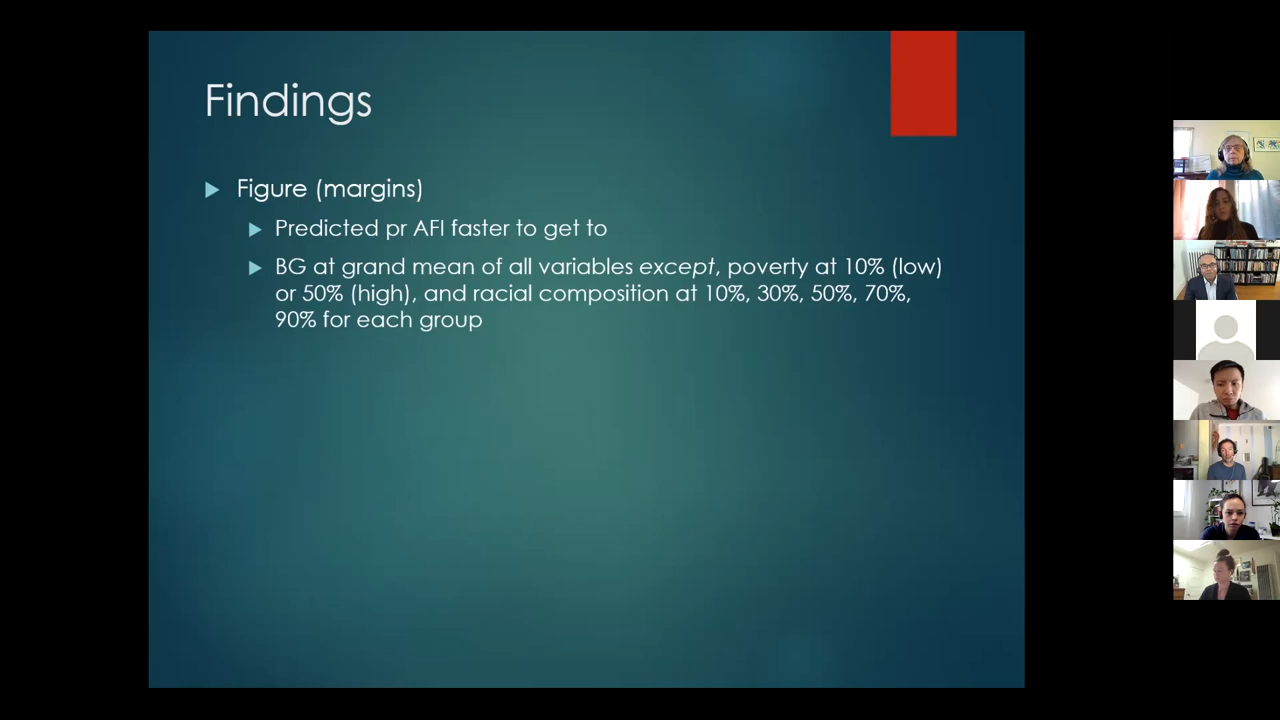 Findings
Figure (margins)
Predicted pr AFI faster to get to
BG at grand mean of all variables except, poverty at 10% (low)
or 50% (high), and racial composition at 10%, 30%, 50%, 70%,
90% for each group